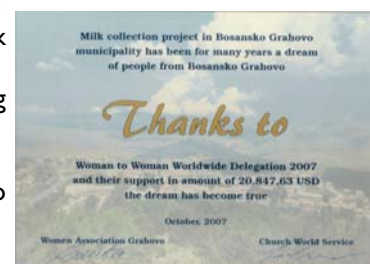 k
Milk collection project in Bosansko Grahovo
municipality has been for many years a dream
of people from Bosansko Grahovo
g
Thanks to
Woman to Woman Worldwide Delegation 2007
and their support in amount of 20.847,63 USD
the dream has become true
October, 2007
Women Association Grahovo
Church World Service